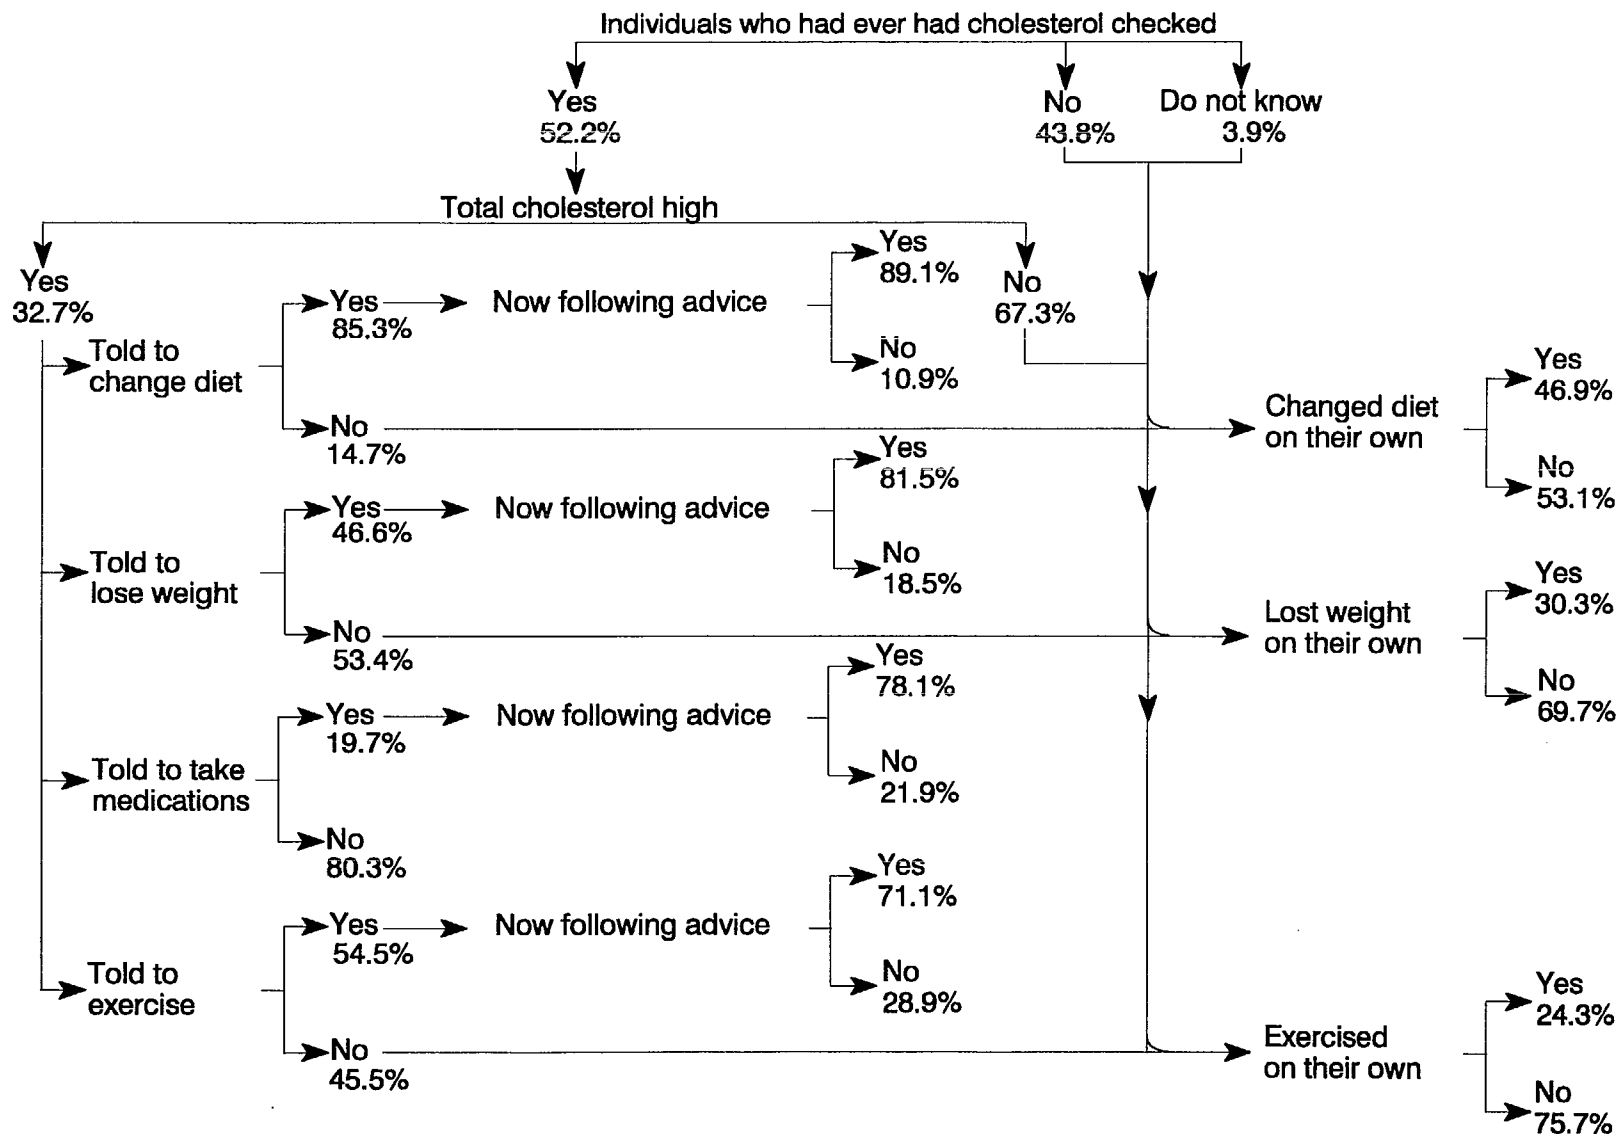 Individuals who had ever had cholesterol checked
Yes
52.2%
No
43.8%
Do not know
3.9%
Total cholesterol high
Yes
32.7%
No
67.3%
Told to
change diet
Yes
85.3%
Now following advice
Yes
89.1%
No
10.9%
No
14.7%
Changed diet
on their own
Yes
46.9%
No
53.1%
Told to
lose weight
Yes
46.6%
Now following advice
Yes
81.5%
No
18.5%
No
53.4%
Lost weight
on their own
Yes
30.3%
No
69.7%
Told to take
medications
Yes
19.7%
Now following advice
Yes
78.1%
No
21.9%
No
80.3%
Told to
exercise
Yes
54.5%
Now following advice
Yes
71.1%
No
28.9%
No
45.5%
Exercised
on their own
Yes
24.3%
No
75.7%